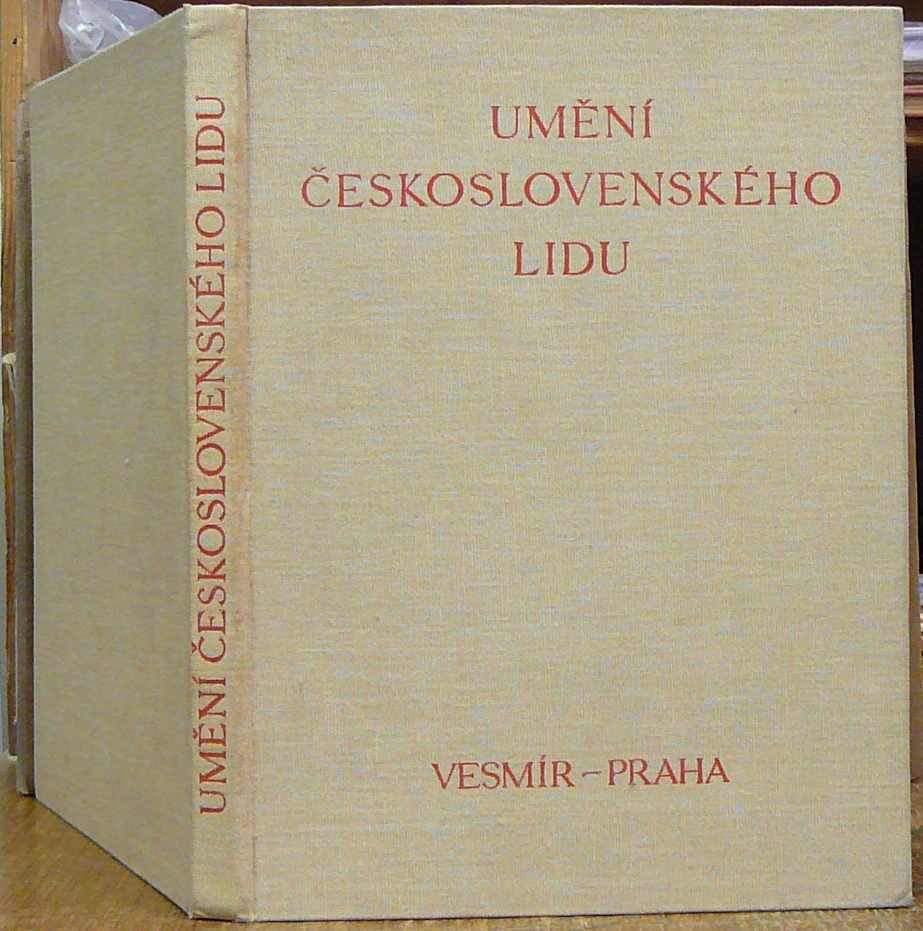 UMĚNÍ ČESKOSLOVENSKÉHO LIDU
UMĚNÍ
ČESKOSLOVENSKÉHO
LIDU
VESMÍR – PRAHA